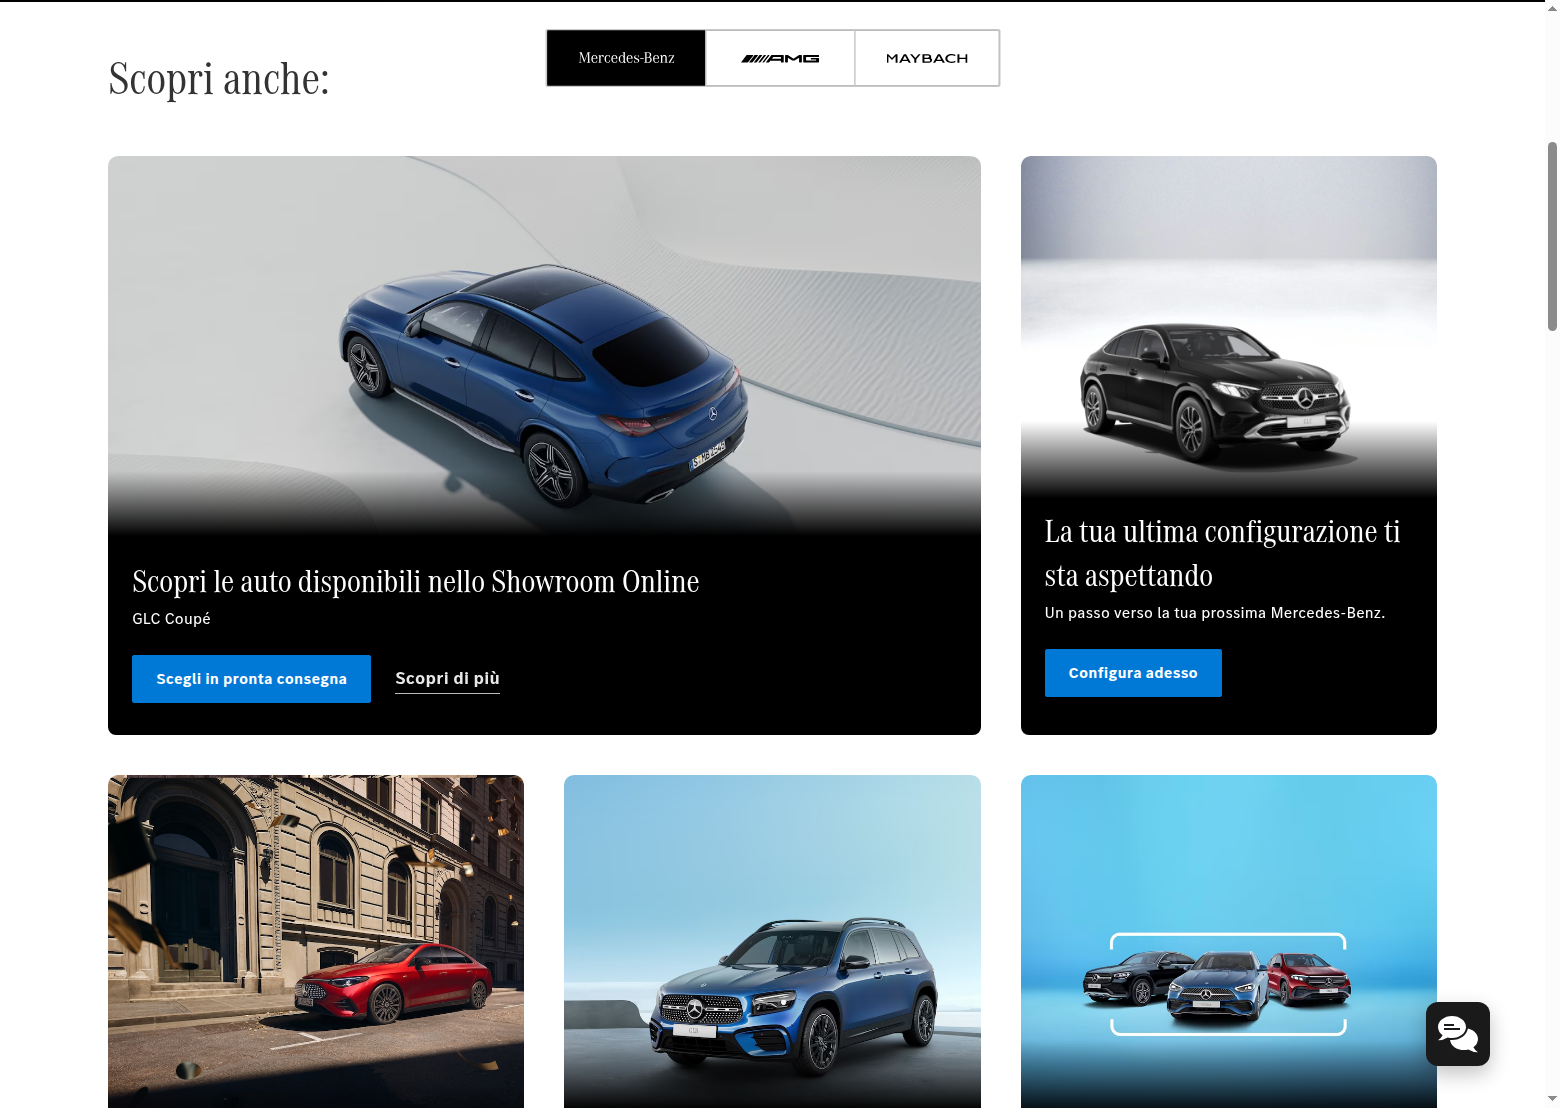 Scopri anche:
Mercedes-Benz
AMG
MAYBACH
Scopri le auto disponibili nello Showroom Online
GLC Coupé
Scegli in pronta consegna
Scopri di più
La tua ultima configurazione ti
sta aspettando
Un passo verso la tua prossima Mercedes-Benz.
Configura adesso